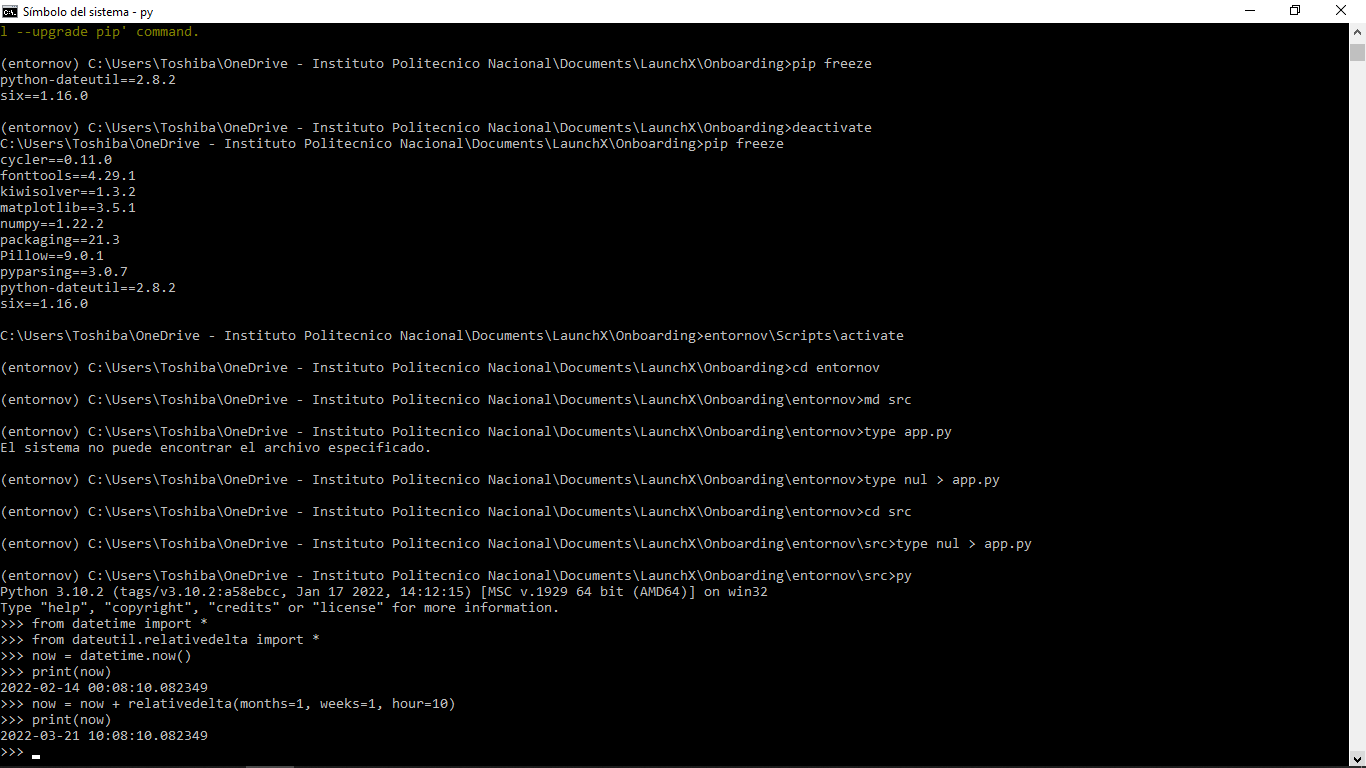 Símbolo del sistema - py
l --upgrade pip' command.
(entornov) C:\Users\Toshiba\OneDrive - Instituto Politecnico Nacional\Documents\LaunchX\Onboarding>pip freeze
python-dateutil==2.8.2
six==1.16.0
(entornov) C:\Users\Toshiba\OneDrive - Instituto Politecnico Nacional\Documents\LaunchX\Onboarding>deactivate
C:\Users\Toshiba\OneDrive - Instituto Politecnico Nacional\Documents\LaunchX\Onboarding>pip freeze
cycler==0.11.0
fonttools==4.29.1
kiwisolver==1.3.2
matplotlib==3.5.1
numpy==1.22.2
packaging==21.3
Pillow==9.0.1
pyparsing==3.0.7
python-dateutil==2.8.2
six==1.16.0
C:\Users\Toshiba\OneDrive - Instituto Politecnico Nacional\Documents\LaunchX\Onboarding>entornov\Scripts\activate
(entornov) C:\Users\Toshiba\OneDrive - Instituto Politecnico Nacional\Documents\LaunchX\Onboarding>cd entornov
(entornov) C:\Users\Toshiba\OneDrive - Instituto Politecnico Nacional\Documents\LaunchX\Onboarding\entornov>md src
(entornov) C:\Users\Toshiba\OneDrive - Instituto Politecnico Nacional\Documents\LaunchX\Onboarding\entornov>type app.py
El sistema no puede encontrar el archivo especificado.
(entornov) C:\Users\Toshiba\OneDrive - Instituto Politecnico Nacional\Documents\LaunchX\Onboarding\entornov>type nul > app.py
(entornov) C:\Users\Toshiba\OneDrive - Instituto Politecnico Nacional\Documents\LaunchX\Onboarding\entornov>cd src
(entornov) C:\Users\Toshiba\OneDrive - Instituto Politecnico Nacional\Documents\LaunchX\Onboarding\entornov\src>type nul > app.py
(entornov) C:\Users\Toshiba\OneDrive - Instituto Politecnico Nacional\Documents\LaunchX\Onboarding\entornov\src>py
Python 3.10.2 (tags/v3.10.2:a58ebcc, Jan 17 2022, 14:12:15) [MSC v.1929 64 bit (AMD64)] on win32
Type "help", "copyright", "credits" or "license" for more information.
>>> from datetime import *
>>> from dateutil.relativedelta import *
>>> now = datetime.now()
>>> print(now)
2022-02-14 00:08:10.082349
>>> now = now + relativedelta(months=1, weeks=1, hour=10)
>>> print(now)
2022-03-21 10:08:10.082349
>>>